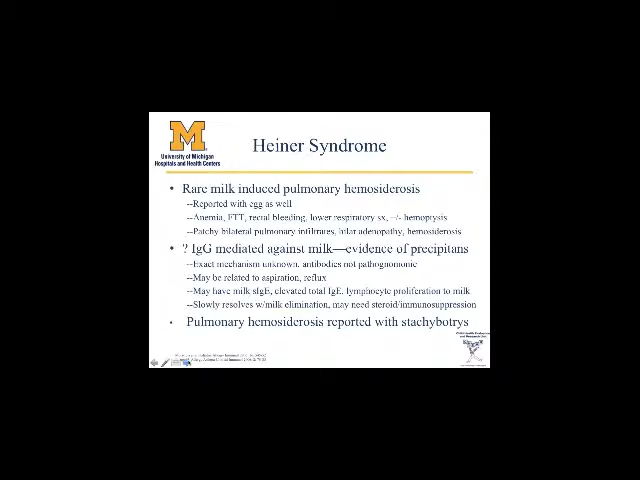 M
University of Michigan
Hospitals and Health Centers
Heiner Syndrome
• Rare milk induced pulmonary hemosiderosis
--Reported with egg as well
--Anemia, FTT, rectal bleeding, lower respiratory sx, +/- hemoptysis
--Patchy bilateral pulmonary infiltrates, hilar adenopathy, hemosiderosis
• ? IgG mediated against milk—evidence of precipitans
--Exact mechanism unknown, antibodies not pathognomonic
--May be related to aspiration, reflux
--May have milk sIgE, elevated total IgE, lymphocyte proliferation to milk
--Slowly resolves w/milk elimination, may need steroid/immunosuppression
• Pulmonary hemosiderosis reported with stachybotrys